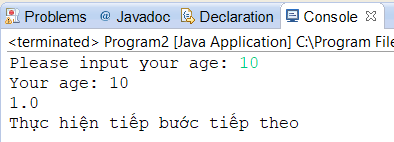 Problems @ Javadoc Declaration Console
<terminated> Program2 [Java Application] C:\Program File
Please input your age: 10
Your age: 10
1.0
Thực hiện tiếp bước tiếp theo